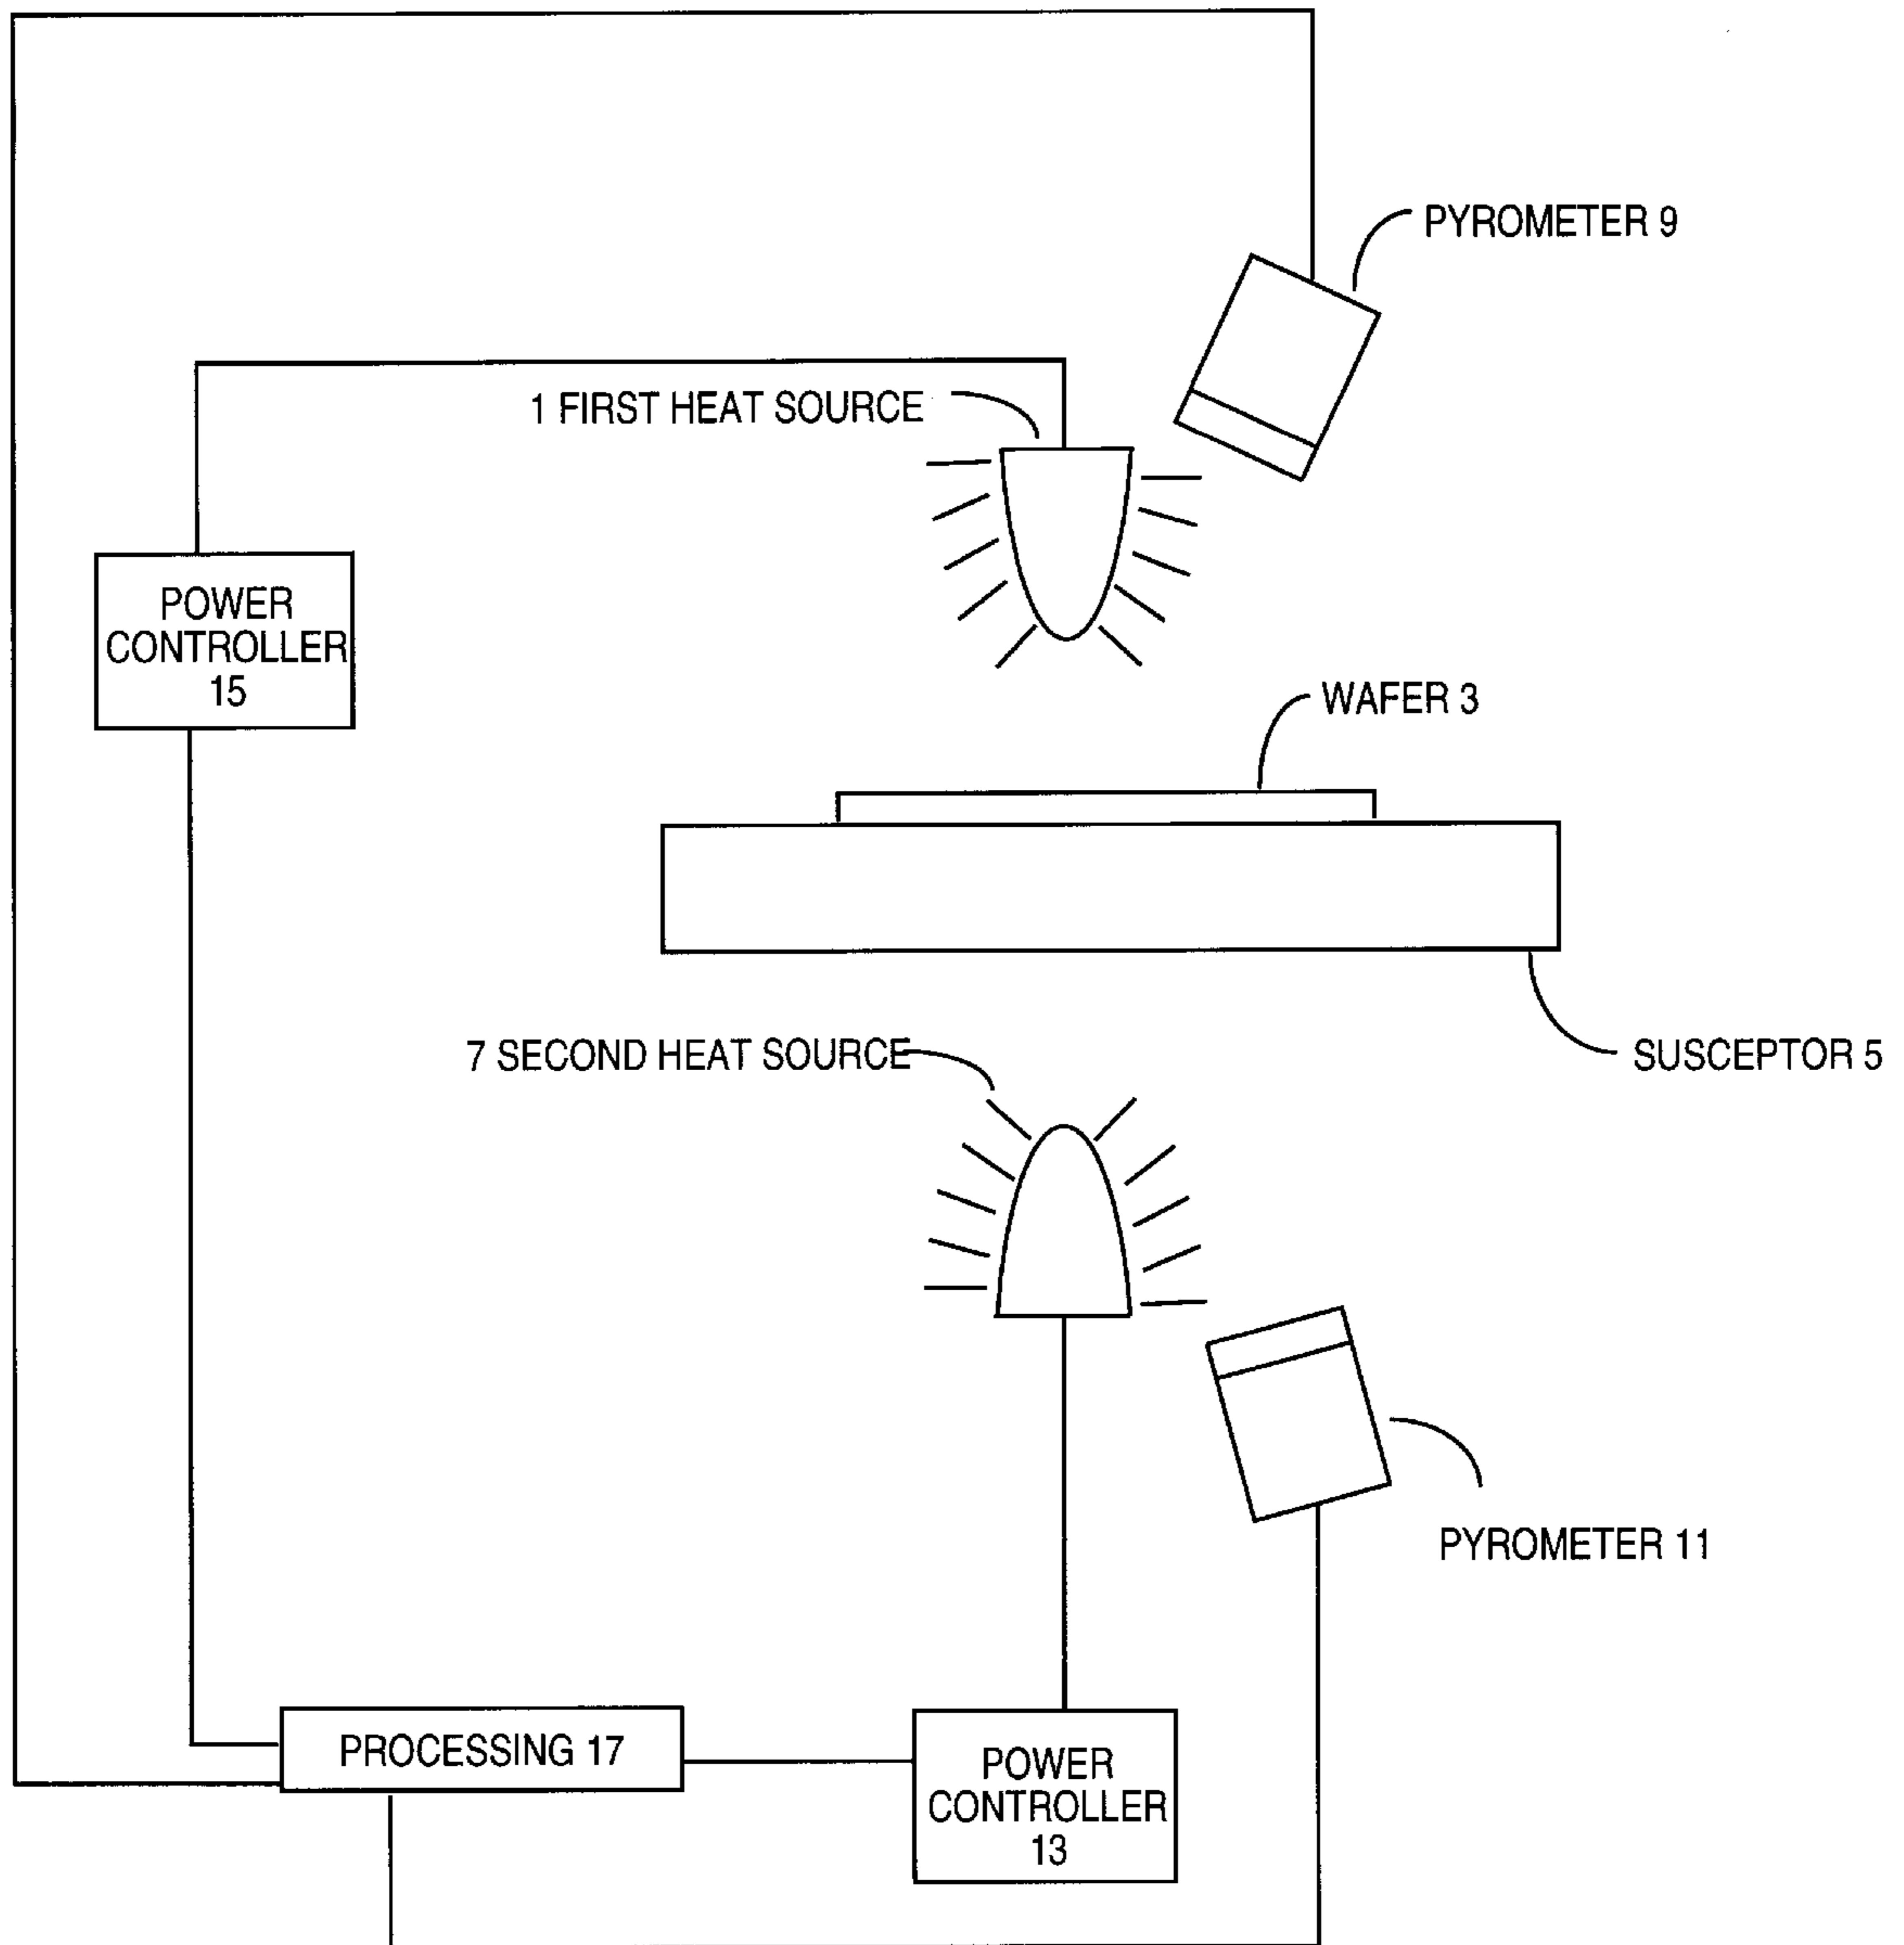 PYROMETER 9
1 FIRST HEAT SOURCE
POWER
CONTROLLER
15
WAFER 3
7 SECOND HEAT SOURCE
SUSCEPTOR 5
PYROMETER 11
PROCESSING 17
POWER
CONTROLLER
13